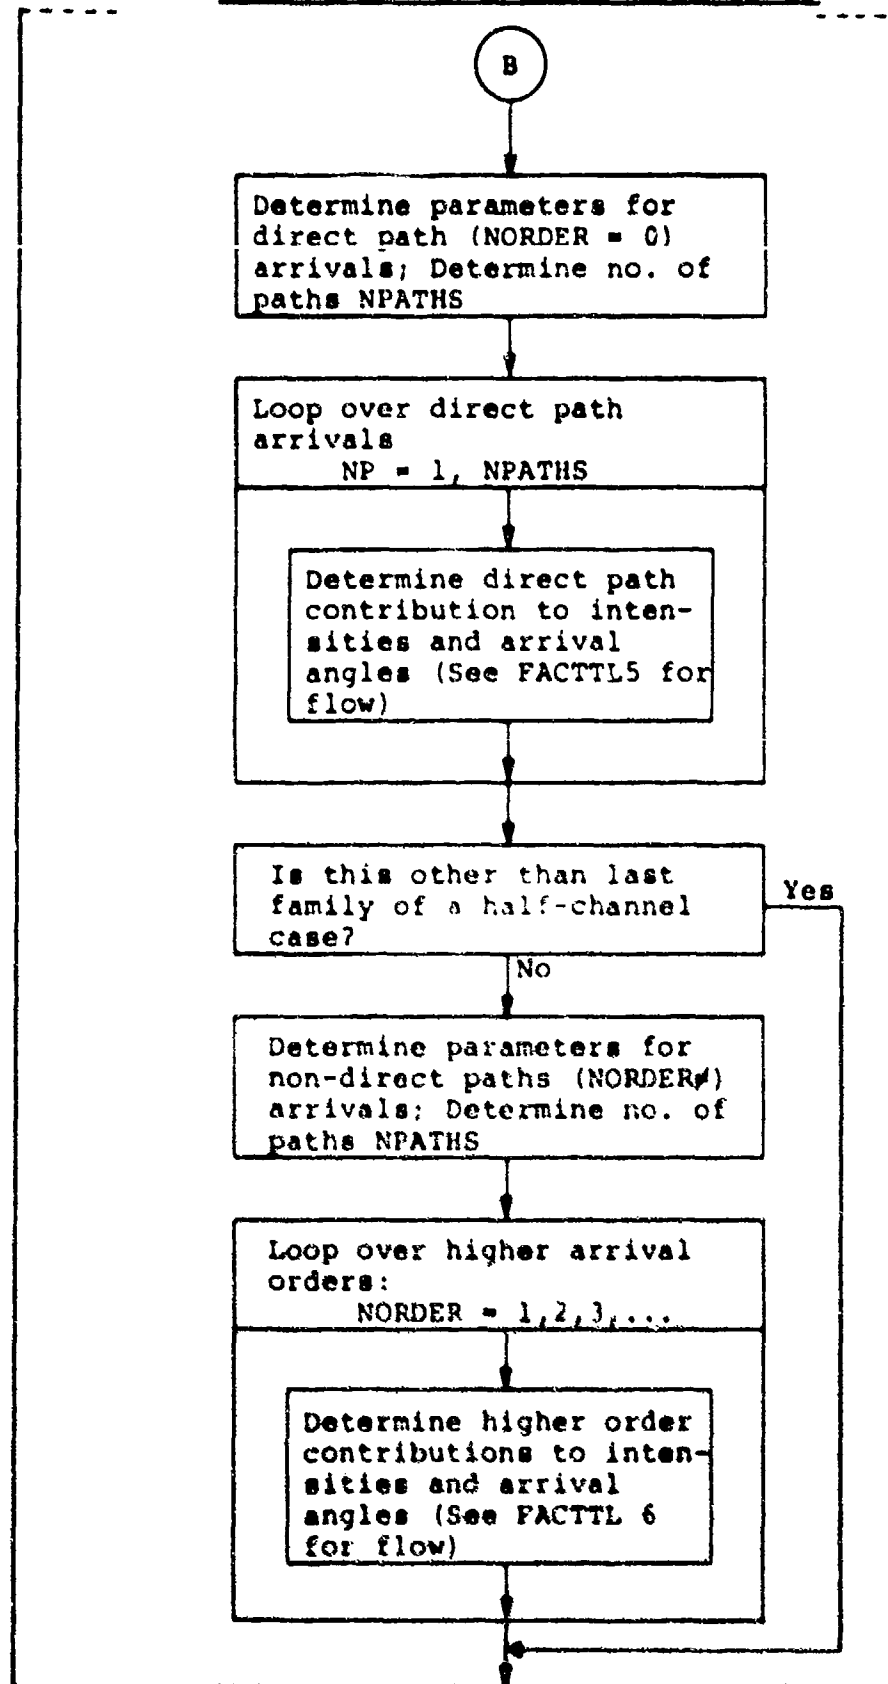 B
Determine parameters for
direct path (NORDER = 0)
arrivals; Determine no. of
paths NPATHS
Loop over direct path
arrivals
NP = 1, NPATHS
Determine direct path
contribution to inten-
sities and arrival
angles (See FACTTL5 for
flow)
Is this other than last
family of a half-channel
case?
Yes
No
Determine parameters for
non-direct paths (NORDER≠)
arrivals; Determine no. of
paths NPATHS
Loop over higher arrival
orders:
NORDER = 1,2,3,...
Determine higher order
contributions to inten-
sities and arrival
angles (See FACTTL 6
for flow)